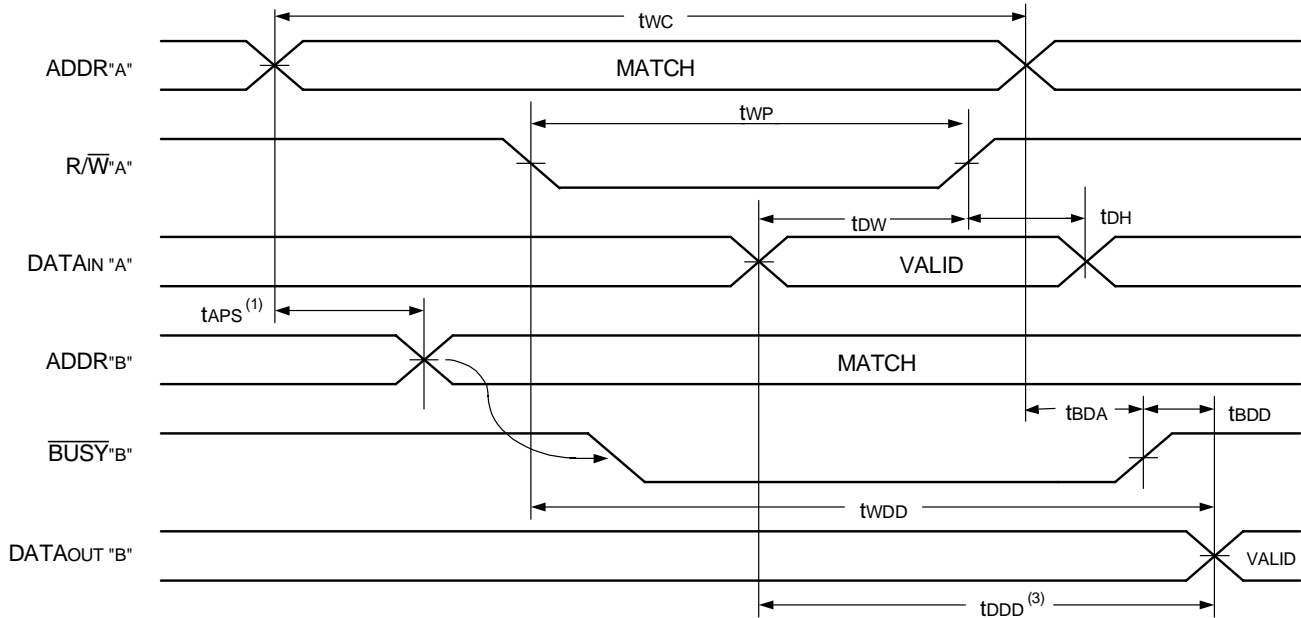 tWC
ADDR"A"
MATCH
tWP
R/W"A"
tDW
tDH
DATAIN "A"
VALID
tAPS (1)
ADDR"B"
MATCH
tBDA
tBDD
BUSY"B"
tWDD
DATAOUT "B"
VALID
tDDD (3)